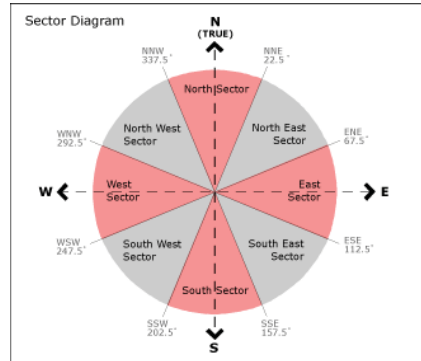 Sector Diagram
N
(TRUE)
NNW
337.5°
NNE
22.5°
North Sector
WNW
292.5°
North West
Sector
North East
Sector
ENE
67.5°
W
West
Sector
East
Sector
E
WSW
247.5°
South West
Sector
South East
Sector
ESE
112.5°
South Sector
SSW
202.5°
SSE
157.5°
S